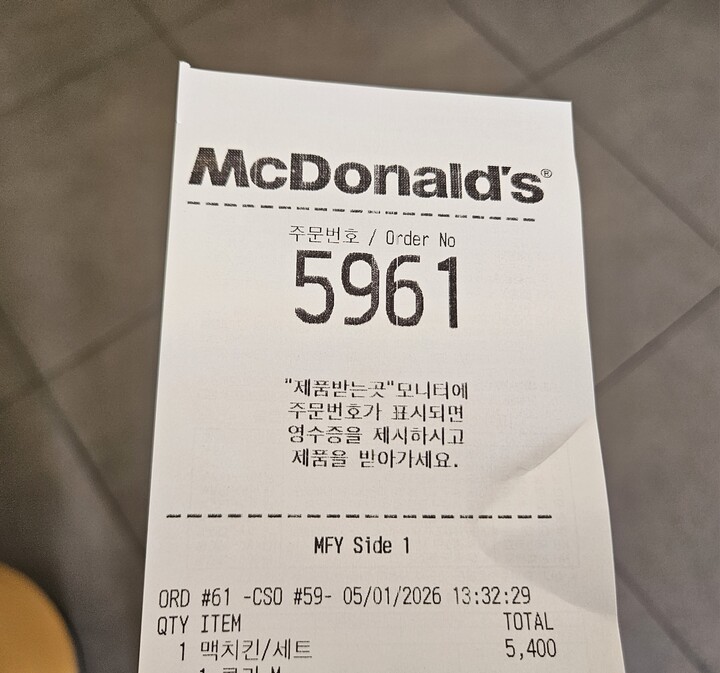 McDonald's®
주문번호 / Order No
5961
"제품받는곳"모니터에
주문번호가 표시되면
영수증을 제시하시고
제품을 받아가세요.
MFY Side 1
ORD #61 -CSO #59- 05/01/2026 13:32:29
QTY ITEM TOTAL
1 맥치킨/세트 5,400